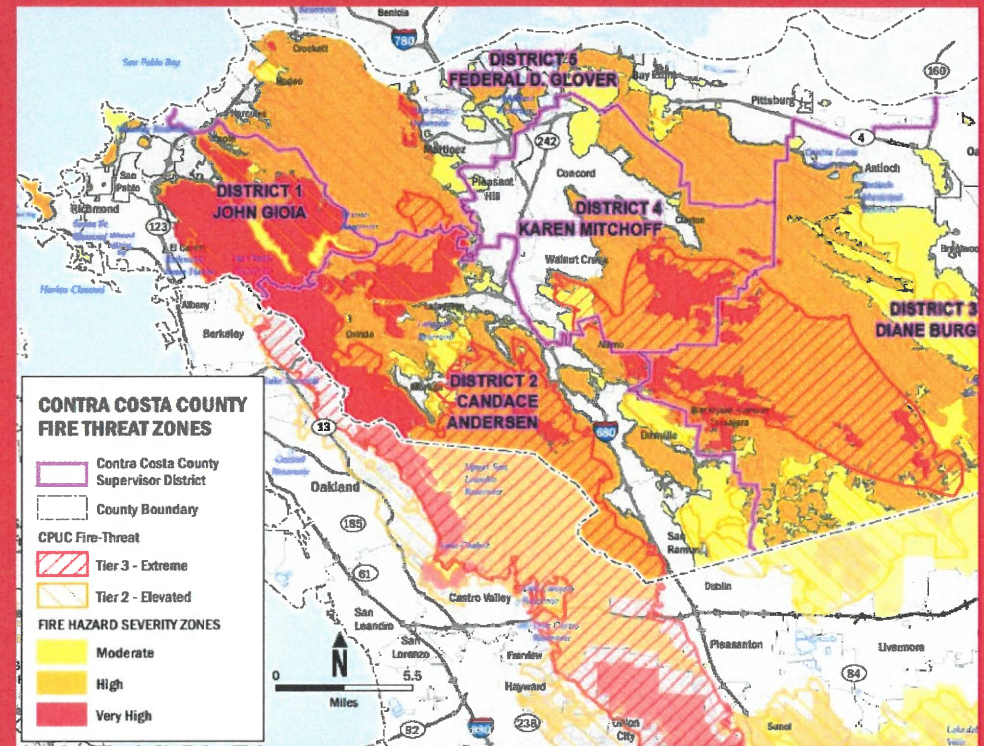 Reservoir
Benicia
780
Crockett
San Pablo Bay
DISTRICT 5
FEDERAL D. GLOVER
160
Rodeo
Bay Point
Pittsburg
Hercules
4
Martinez
242
Antioch
San
Pablo
Pleasant
Hill
Concord
DISTRICT 1
JOHN GIOIA
Richmond
123
DISTRICT 4
KAREN MITCHOFF
Clayton
Walnut Creek
Albany
Berkeley
Orinda
DISTRICT 3
DIANE BURG
Alamo
DISTRICT 2
CANDACE
ANDERSEN
680
Danville
13
Oakland
185
San
Ramon
61
Castro Valley
Dublin
San
Leandro
San
Lorenzo
Fairview
Pleasanton
Livermore
84
Hayward
92
880
238
Union
City
Sunol
CONTRA COSTA COUNTY
FIRE THREAT ZONES
Contra Costa County
Supervisor District
County Boundary
CPUC Fire-Threat
Tier 3 - Extreme
Tier 2 - Elevated
FIRE HAZARD SEVERITY ZONES
Moderate
High
Very High
N
0 5.5
Miles